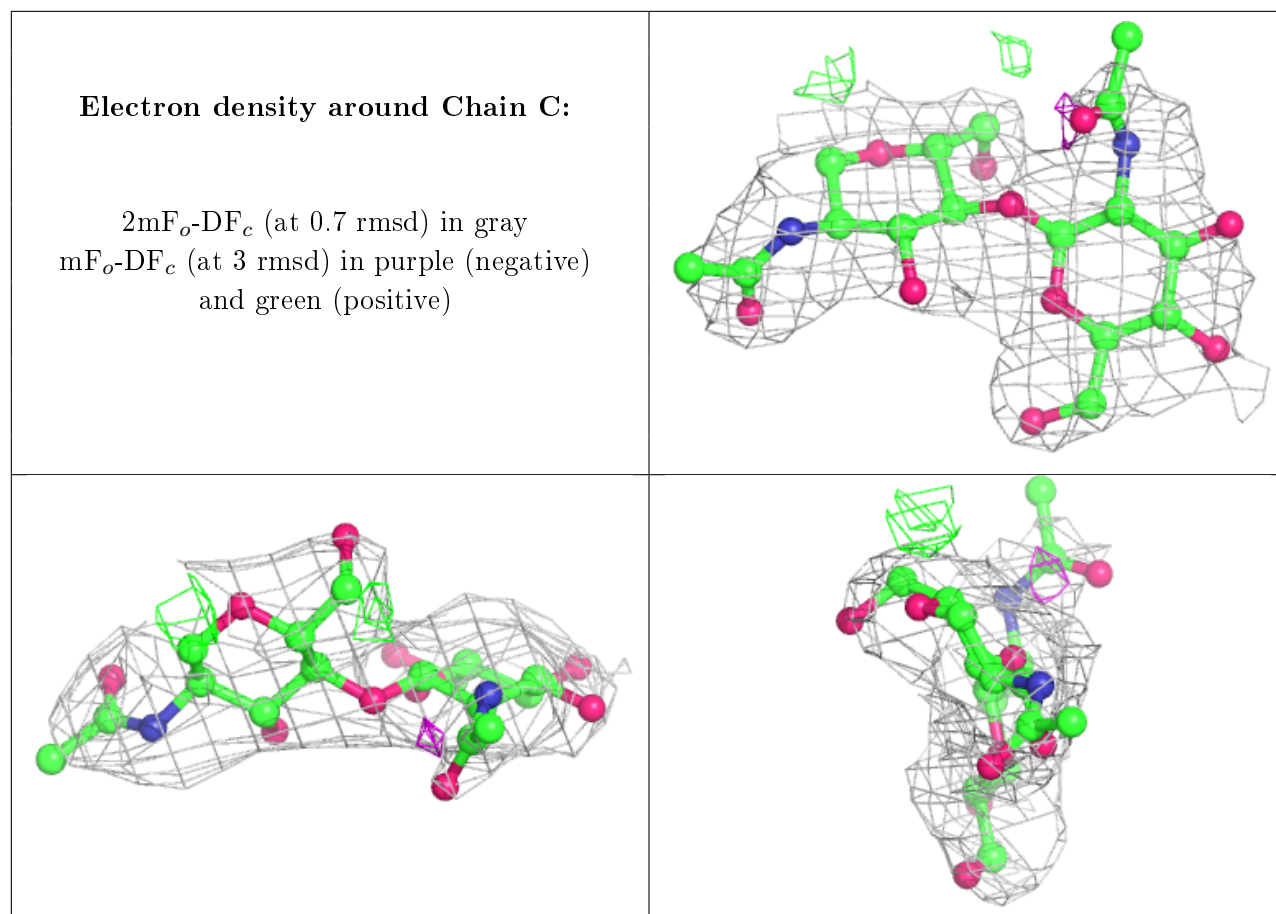 Electron density around Chain C:
2mFo-DFc (at 0.7 rmsd) in gray
mFo-DFc (at 3 rmsd) in purple (negative)
and green (positive)